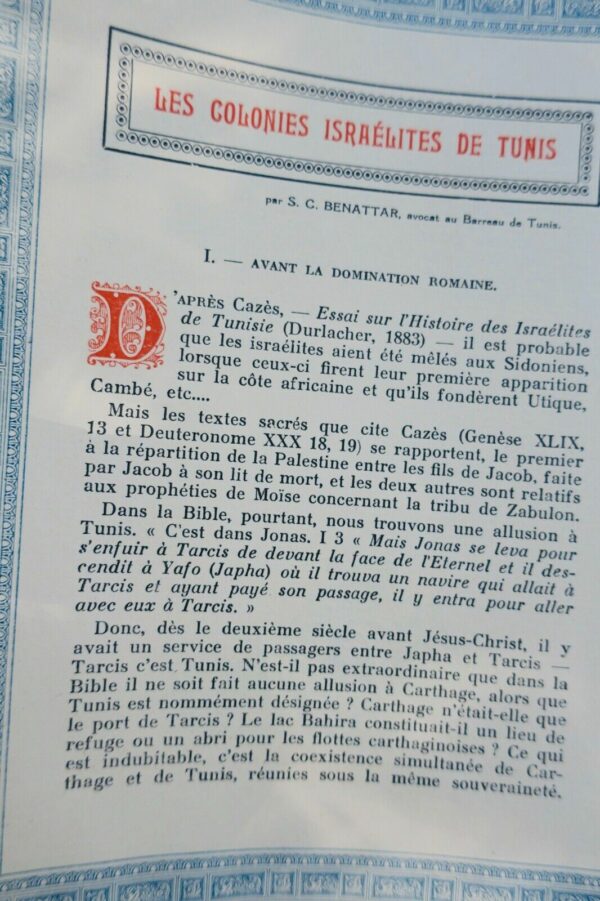 LES COLONIES ISRAÉLITES DE TUNIS
par S. C. BENATTAR, avocat au Barreau de Tunis.
I. — AVANT LA DOMINATION ROMAINE.
D'APRÈS Cazès, — Essai sur l'Histoire des Israélites
de Tunisie (Durlacher, 1883) — il est probable
que les israélites aient été mêlés aux Sidoniens,
lorsque ceux-ci firent leur première apparition
sur la côte africaine et qu'ils fondèrent Utique,
Cambé, etc....
Mais les textes sacrés que cite Cazès (Genèse XLIX,
13 et Deuteronome XXX 18, 19) se rapportent, le premier
à la répartition de la Palestine entre les fils de Jacob, faite
par Jacob à son lit de mort, et les deux autres sont relatifs
aux prophéties de Moïse concernant la tribu de Zabulon.
Dans la Bible, pourtant, nous trouvons une allusion à
Tunis. « C'est dans Jonas. I 3 « Mais Jonas se leva pour
s'enfuir à Tarcis de devant la face de l'Eternel et il des-
cendit à Yafo (Japha) où il trouva un navire qui allait à
Tarcis et ayant payé son passage, il y entra pour aller
avec eux à Tarcis. »
Donc, dès le deuxième siècle avant Jésus-Christ, il y
avait un service de passagers entre Japha et Tarcis —
Tarcis c'est Tunis. N'est-il pas extraordinaire que dans la
Bible il ne soit fait aucune allusion à Carthage, alors que
Tunis est nommément désignée ? Carthage n'était-elle que
le port de Tarcis ? Le lac Bahira constituait-il un lieu de
refuge ou un abri pour les flottes carthaginoises ? Ce qui
est indubitable, c'est la coexistence simultanée de Car-
thage et de Tunis, réunies sous la même souveraineté.